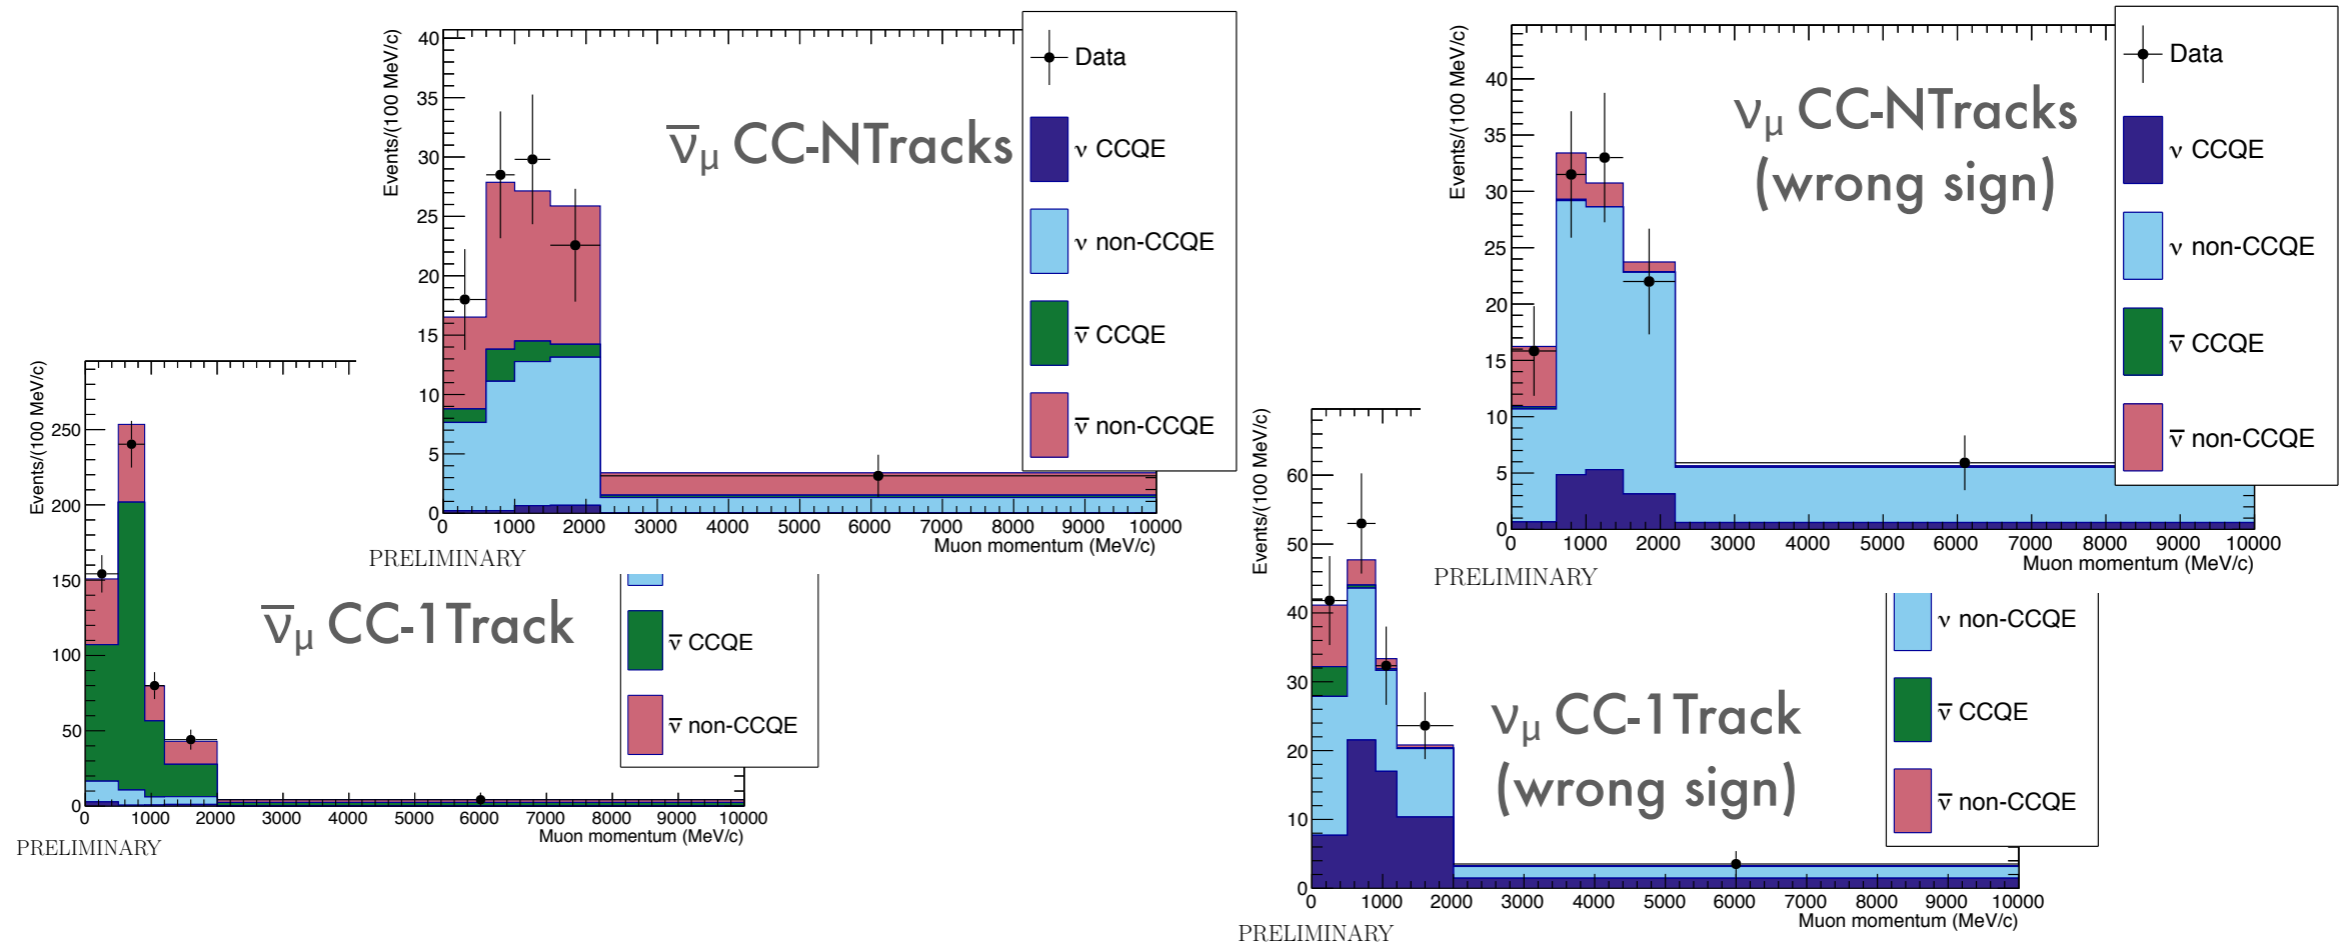 Events/(100 MeV/c)
40
35
30
25
20
15
10
5
0
0 1000 2000 3000 4000 5000 6000 7000 8000 9000 10000
Muon momentum (MeV/c)
PRELIMINARY
ν̅μ CC-NTracks
Data
ν CCQE
ν non-CCQE
ν̅ CCQE
ν̅ non-CCQE
Events/(100 MeV/c)
40
35
30
25
20
15
10
5
0
0 1000 2000 3000 4000 5000 6000 7000 8000 9000 10000
Muon momentum (MeV/c)
PRELIMINARY
νμ CC-NTracks
(wrong sign)
Data
ν CCQE
ν non-CCQE
ν̅ CCQE
ν̅ non-CCQE
Events/(100 MeV/c)
250
200
150
100
50
0
0 1000 2000 3000 4000 5000 6000 7000 8000 9000 10000
Muon momentum (MeV/c)
PRELIMINARY
ν̅μ CC-1Track
ν̅ CCQE
ν̅ non-CCQE
Events/(100 MeV/c)
60
50
40
30
20
10
0
0 1000 2000 3000 4000 5000 6000 7000 8000 9000 10000
Muon momentum (MeV/c)
PRELIMINARY
νμ CC-1Track
(wrong sign)
ν non-CCQE
ν̅ CCQE
ν̅ non-CCQE